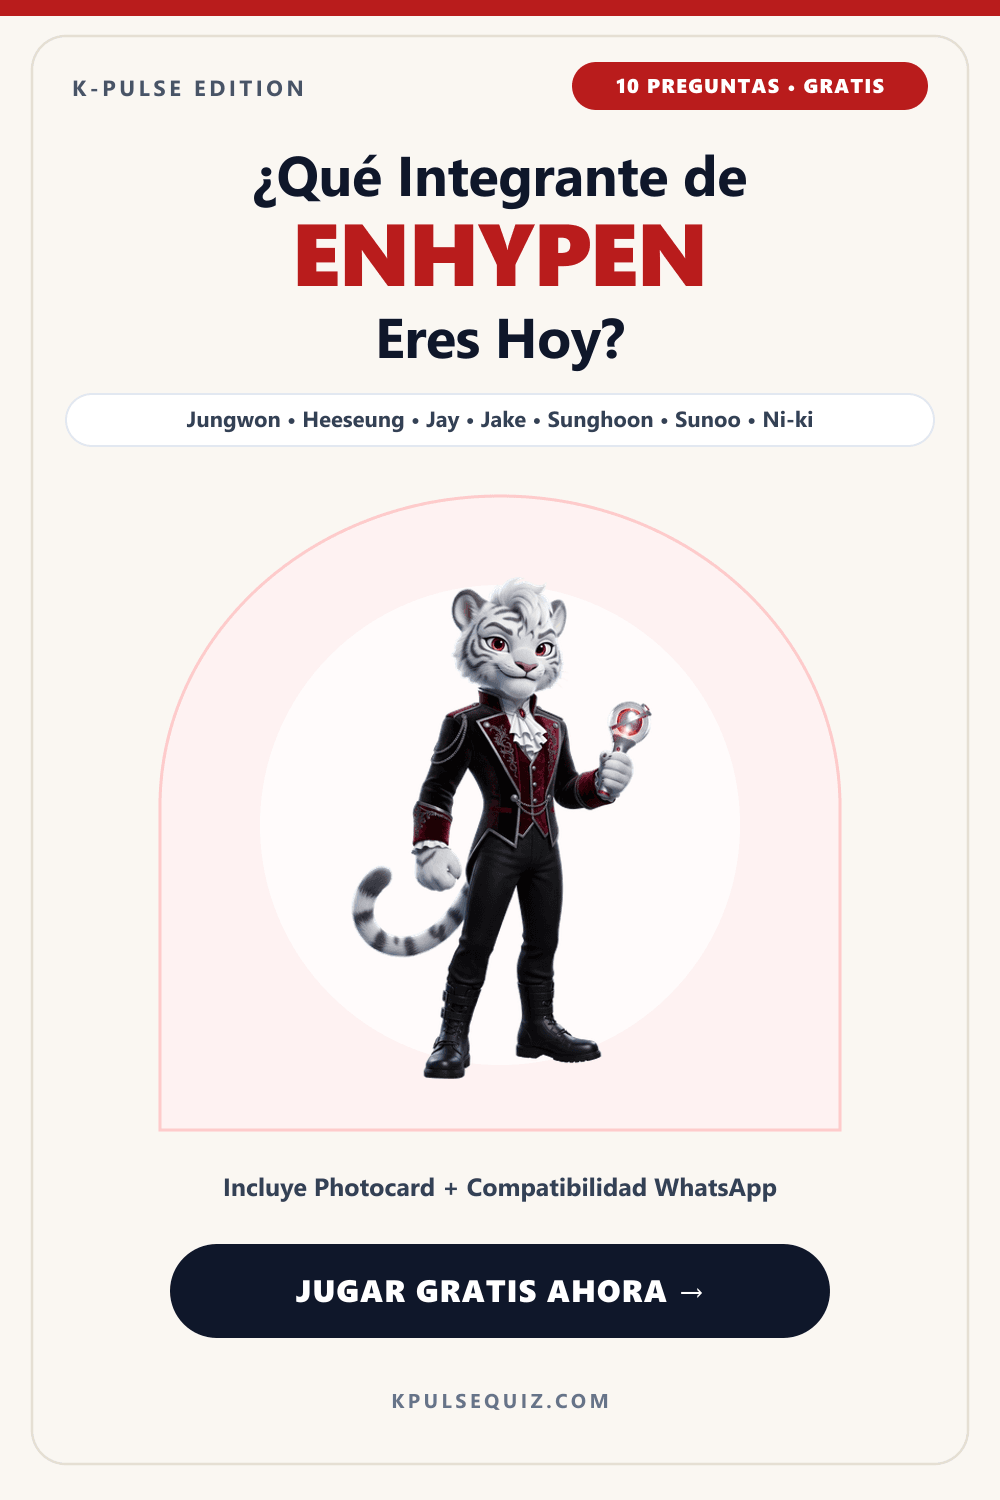 K-PULSE EDITION
10 PREGUNTAS • GRATIS
¿Qué Integrante de
ENHYPEN
Eres Hoy?
Jungwon • Heeseung • Jay • Jake • Sunghoon • Sunoo • Ni-ki
Incluye Photocard + Compatibilidad WhatsApp
JUGAR GRATIS AHORA →
KPULSEQUIZ.COM